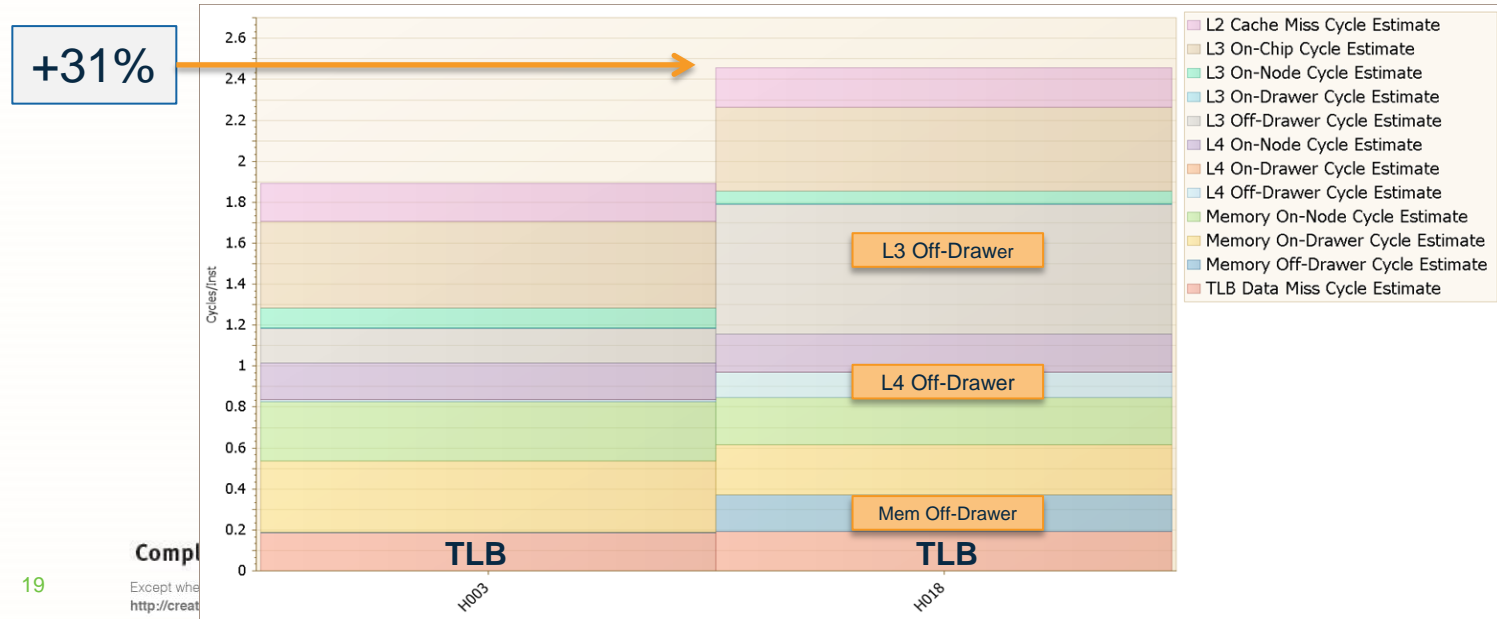 +31%
Cycles/Inst
2.6
2.4
2.2
2
1.8
1.6
1.4
1.2
1
0.8
0.6
0.4
0.2
0
L3 Off-Drawer
L4 Off-Drawer
Mem Off-Drawer
TLB
TLB
H003
H018
L2 Cache Miss Cycle Estimate
L3 On-Chip Cycle Estimate
L3 On-Node Cycle Estimate
L3 On-Drawer Cycle Estimate
L3 Off-Drawer Cycle Estimate
L4 On-Node Cycle Estimate
L4 On-Drawer Cycle Estimate
L4 Off-Drawer Cycle Estimate
Memory On-Node Cycle Estimate
Memory On-Drawer Cycle Estimate
Memory Off-Drawer Cycle Estimate
TLB Data Miss Cycle Estimate
Compl
19
Except whe
http://creat